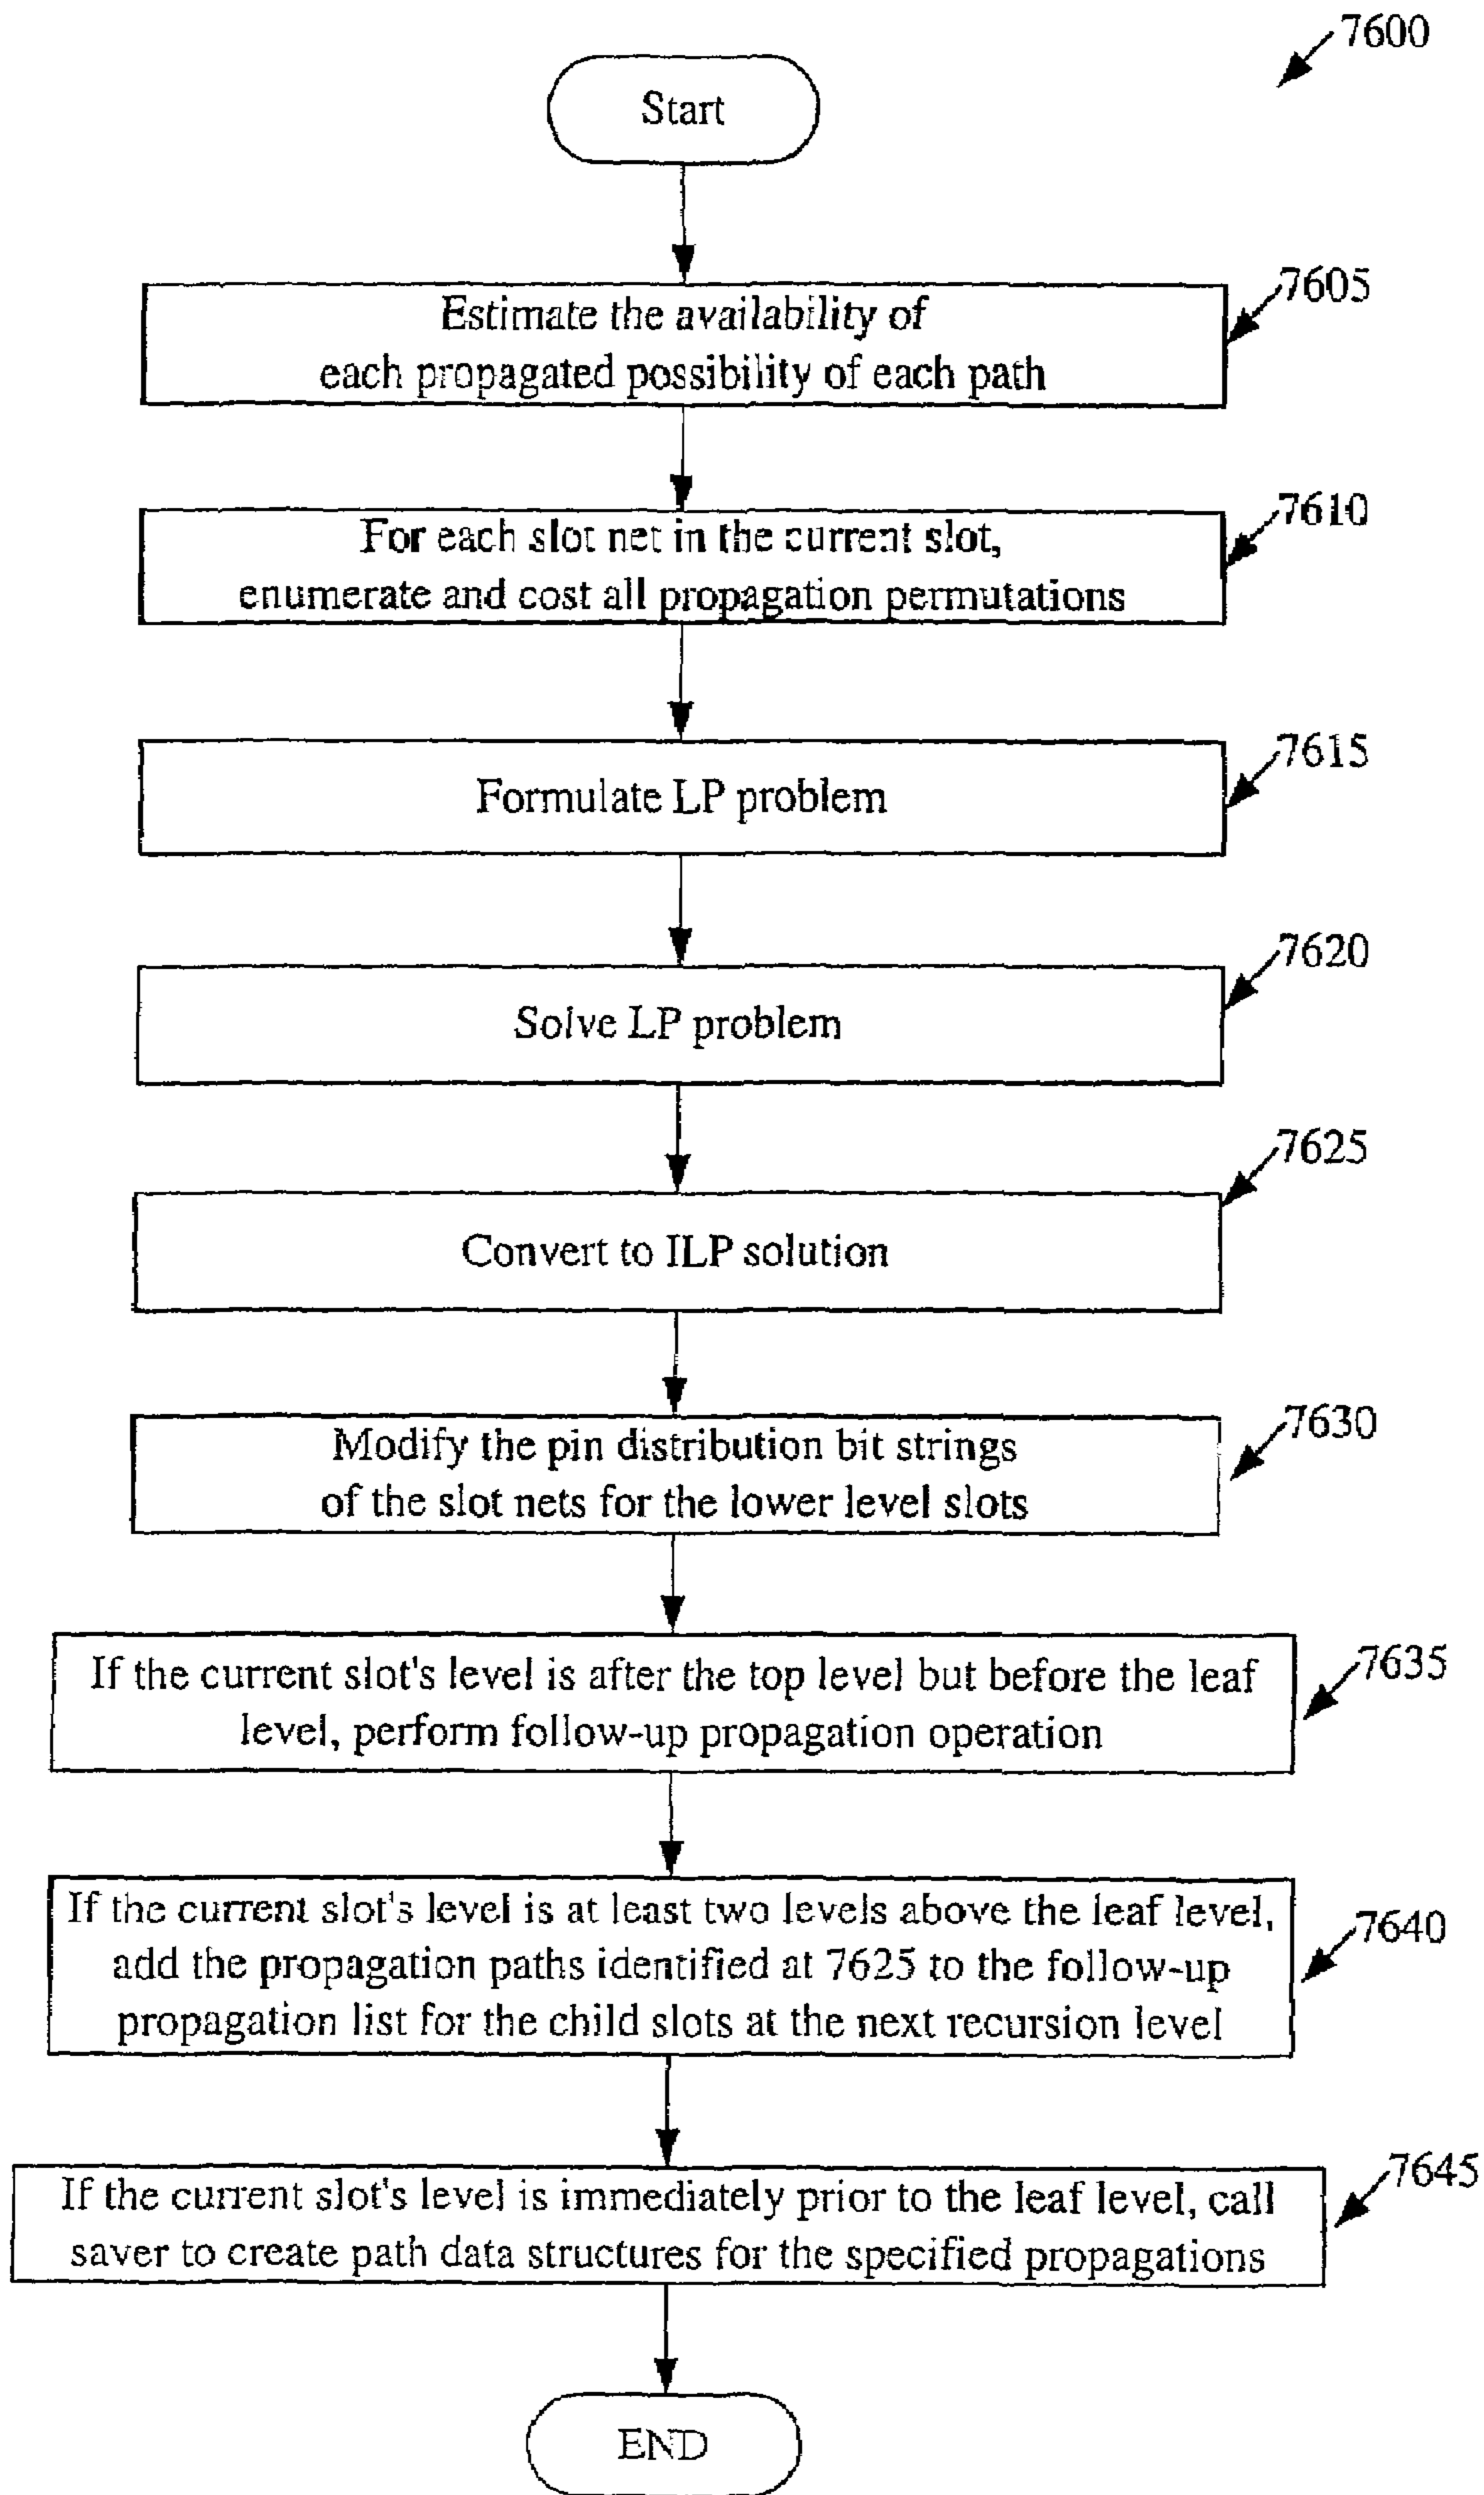 7600
Start
7605
Estimate the availability of
each propagated possibility of each path
7610
For each slot net in the current slot,
enumerate and cost all propagation permutations
7615
Formulate LP problem
7620
Solve LP problem
7625
Convert to ILP solution
7630
Modify the pin distribution bit strings
of the slot nets for the lower level slots
7635
If the current slot's level is after the top level but before the leaf
level, perform follow-up propagation operation
7640
If the current slot's level is at least two levels above the leaf level,
add the propagation paths identified at 7625 to the follow-up
propagation list for the child slots at the next recursion level
7645
If the current slot's level is immediately prior to the leaf level, call
saver to create path data structures for the specified propagations
END